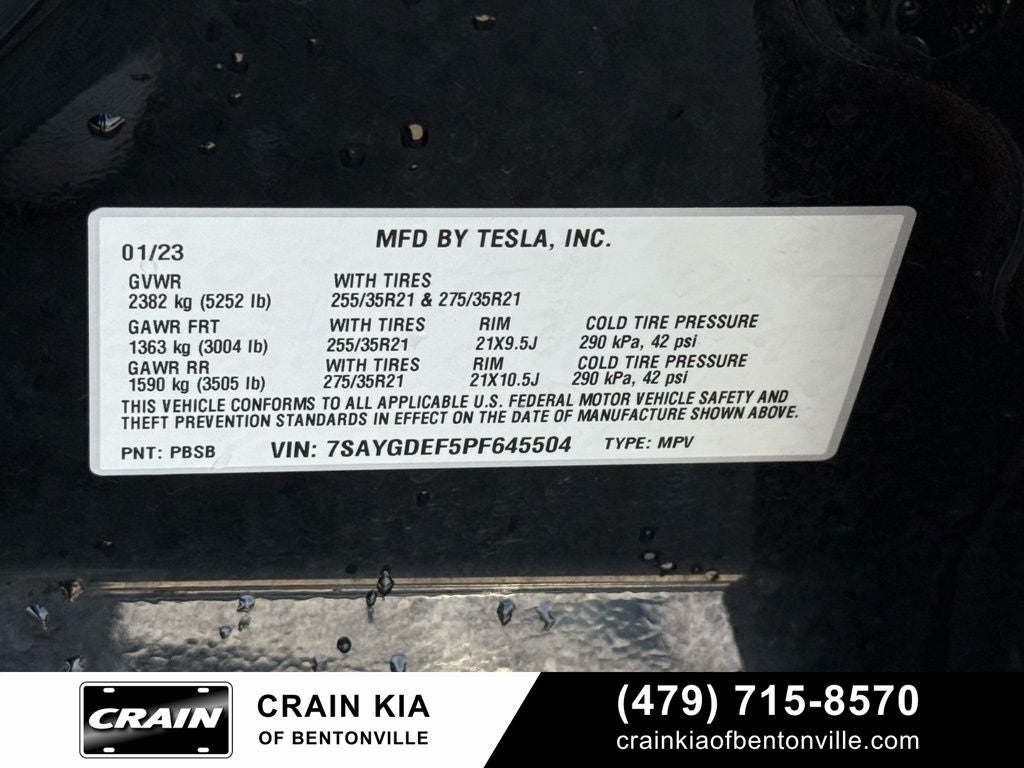 01/23 MFD BY TESLA, INC.
GVWR WITH TIRES
2382 kg (5252 lb) 255/35R21 & 275/35R21
GAWR FRT WITH TIRES RIM COLD TIRE PRESSURE
1363 kg (3004 lb) 255/35R21 21X9.5J 290 kPa, 42 psi
GAWR RR WITH TIRES RIM COLD TIRE PRESSURE
1590 kg (3505 lb) 275/35R21 21X10.5J 290 kPa, 42 psi
THIS VEHICLE CONFORMS TO ALL APPLICABLE U.S. FEDERAL MOTOR VEHICLE SAFETY AND
THEFT PREVENTION STANDARDS IN EFFECT ON THE DATE OF MANUFACTURE SHOWN ABOVE.
PNT: PBSB VIN: 7SAYGDEF5PF645504 TYPE: MPV
CRAIN
CRAIN KIA
OF BENTONVILLE
(479) 715-8570
crainkiaofbentonville.com